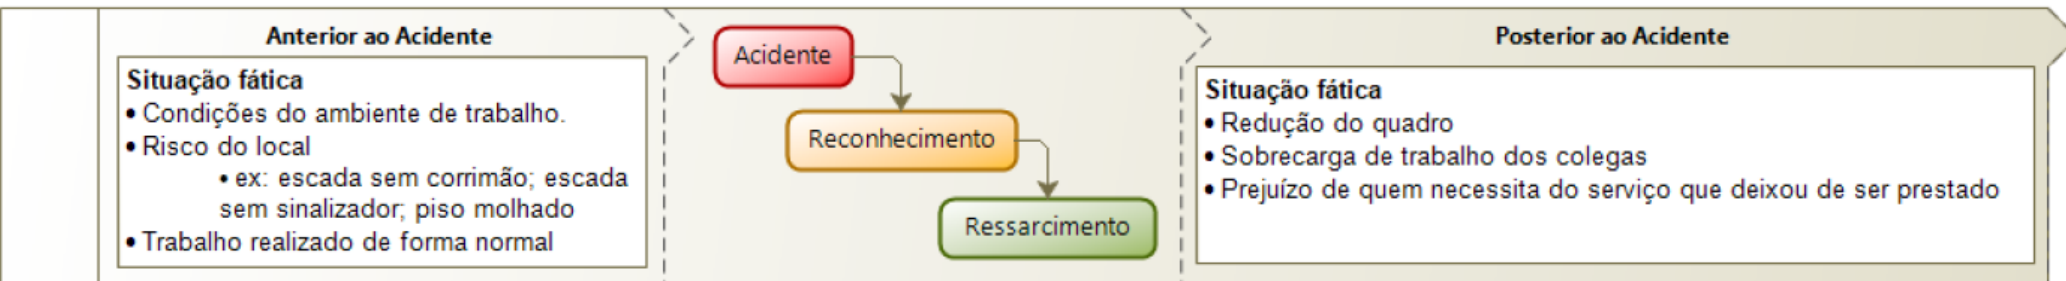 Anterior ao Acidente
Situação fática
• Condições do ambiente de trabalho.
• Risco do local
• ex: escada sem corrimão; escada
sem sinalizador; piso molhado
• Trabalho realizado de forma normal
Acidente
Reconhecimento
Ressarcimento
Posterior ao Acidente
Situação fática
• Redução do quadro
• Sobrecarga de trabalho dos colegas
• Prejuízo de quem necessita do serviço que deixou de ser prestado